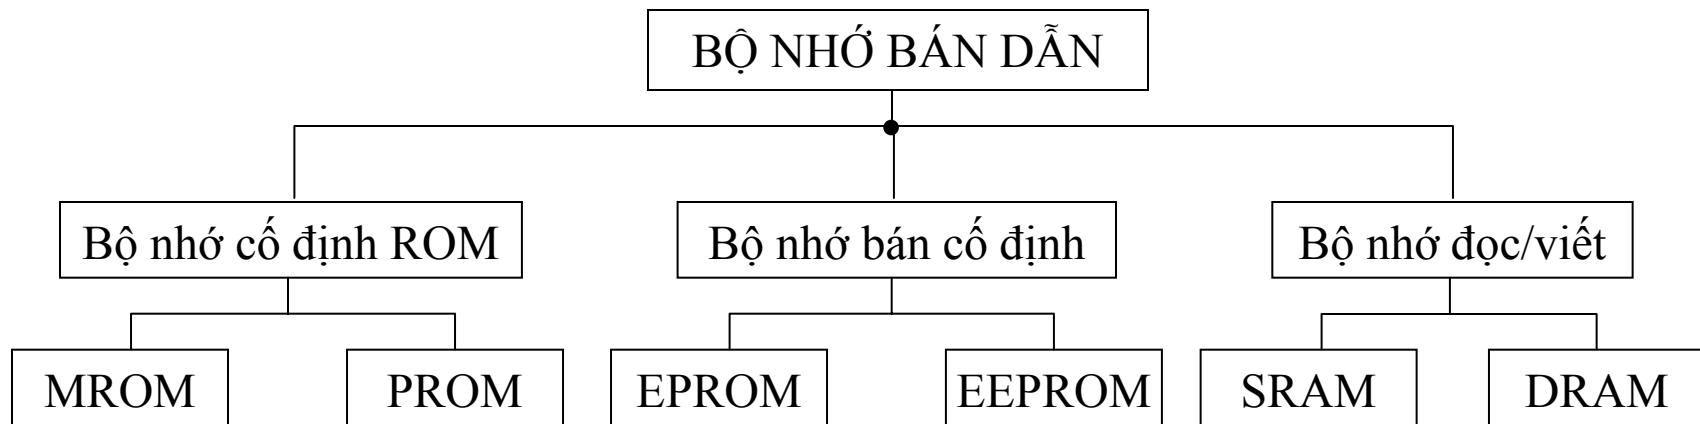 BỘ NHỚ BÁN DẪN
Bộ nhớ cố định ROM
Bộ nhớ bán cố định
Bộ nhớ đọc/viết
MROM
PROM
EPROM
EEPROM
SRAM
DRAM